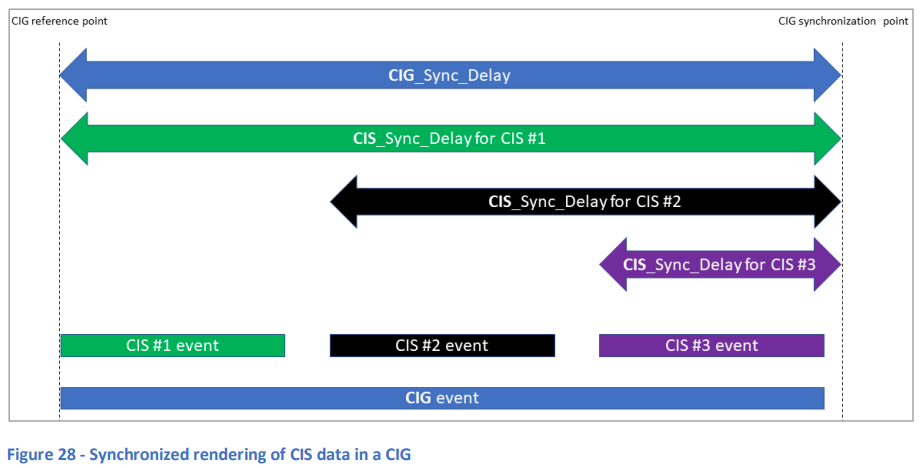 CIG reference point
CIG synchronization point
CIG_Sync_Delay
CIS_Sync_Delay for CIS #1
CIS_Sync_Delay for CIS #2
CIS_Sync_Delay for CIS #3
CIS #1 event
CIS #2 event
CIS #3 event
CIG event
Figure 28 - Synchronized rendering of CIS data in a CIG